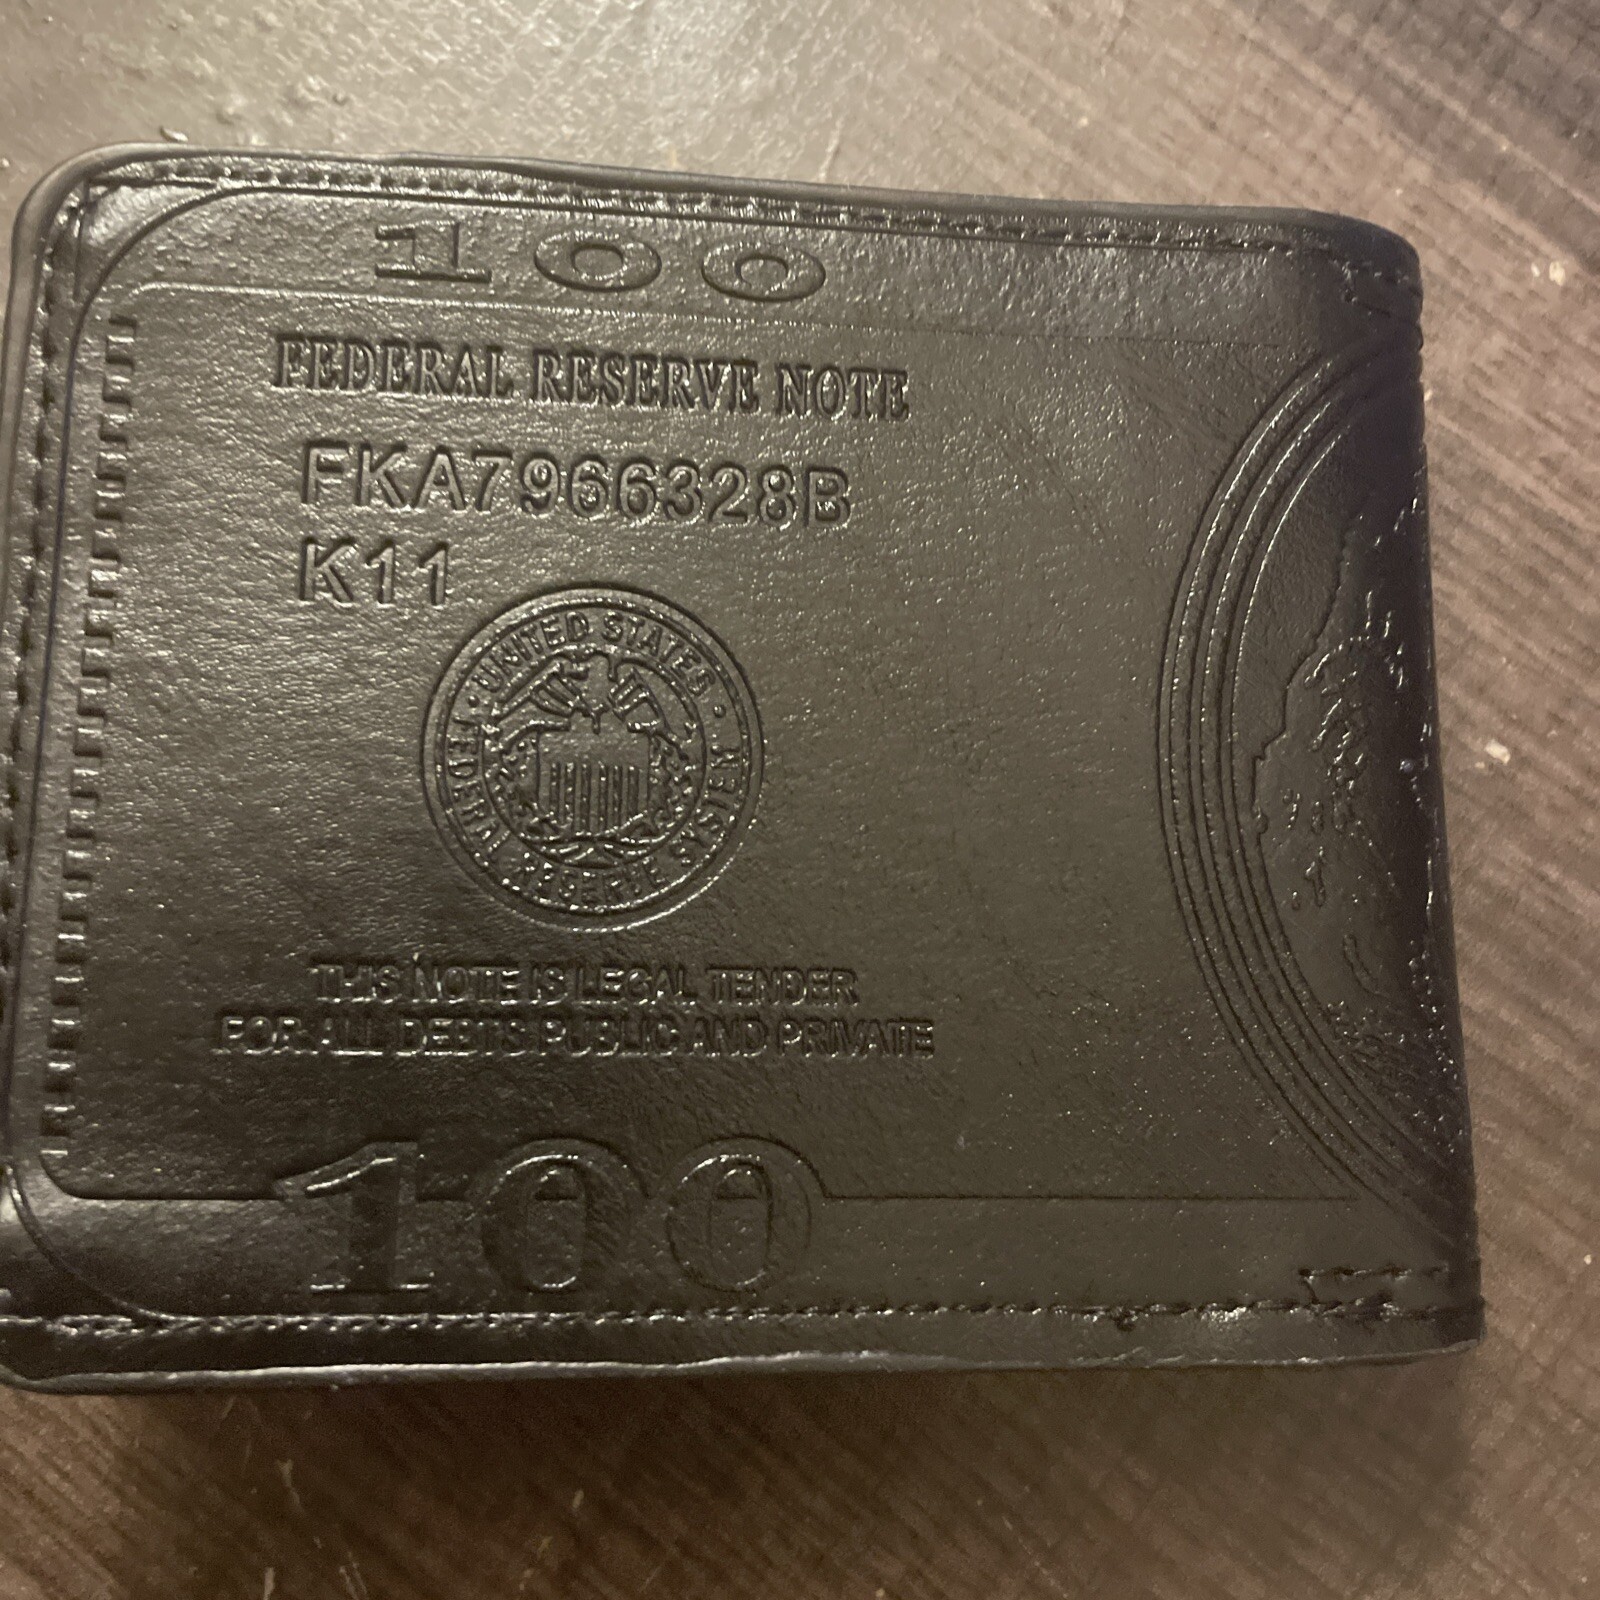 100
FEDERAL RESERVE NOTE
FKA7966328B
K11
UNITED STATES
FEDERAL RESERVE SYSTEM
THIS NOTE IS LEGAL TENDER
FOR ALL DEBTS PUBLIC AND PRIVATE
100